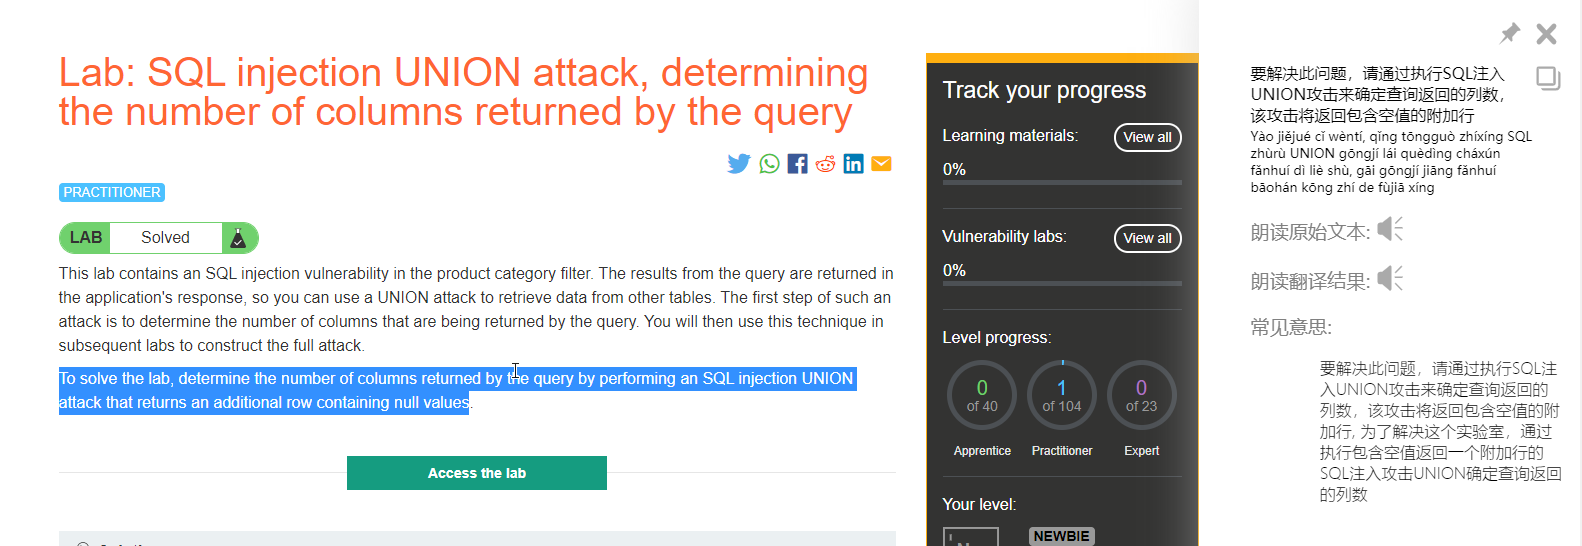 Lab: SQL injection UNION attack, determining
the number of columns returned by the query
PRACTITIONER
LAB Solved
This lab contains an SQL injection vulnerability in the product category filter. The results from the query are returned in
the application's response, so you can use a UNION attack to retrieve data from other tables. The first step of such an
attack is to determine the number of columns that are being returned by the query. You will then use this technique in
subsequent labs to construct the full attack.
To solve the lab, determine the number of columns returned by the query by performing an SQL injection UNION
attack that returns an additional row containing null values.
Access the lab
Track your progress
Learning materials: View all
0%
Vulnerability labs: View all
0%
Level progress:
0 1 0
of 40 of 104 of 23
Apprentice Practitioner Expert
Your level:
NEWBIE
要解决此问题，请通过执行SQL注入
UNION攻击来确定查询返回的列数，
该攻击将返回包含空值的附加行
Yào jiějué cǐ wèntí, qǐng tōngguò zhíxíng SQL
zhùrù UNION gōngjí lái quèdìng cháxún
fǎnhuí dì liè shù, gāi gōngjí jiāng fǎnhuí
bāohán kōng zhí de fùjiā xíng
朗读原始文本:
朗读翻译结果:
常见意思:
要解决此问题，请通过执行SQL注
入UNION攻击来确定查询返回的
列数，该攻击将返回包含空值的附
加行, 为了解决这个实验室，通过
执行包含空值返回一个附加行的
SQL注入攻击UNION确定查询返回
的列数